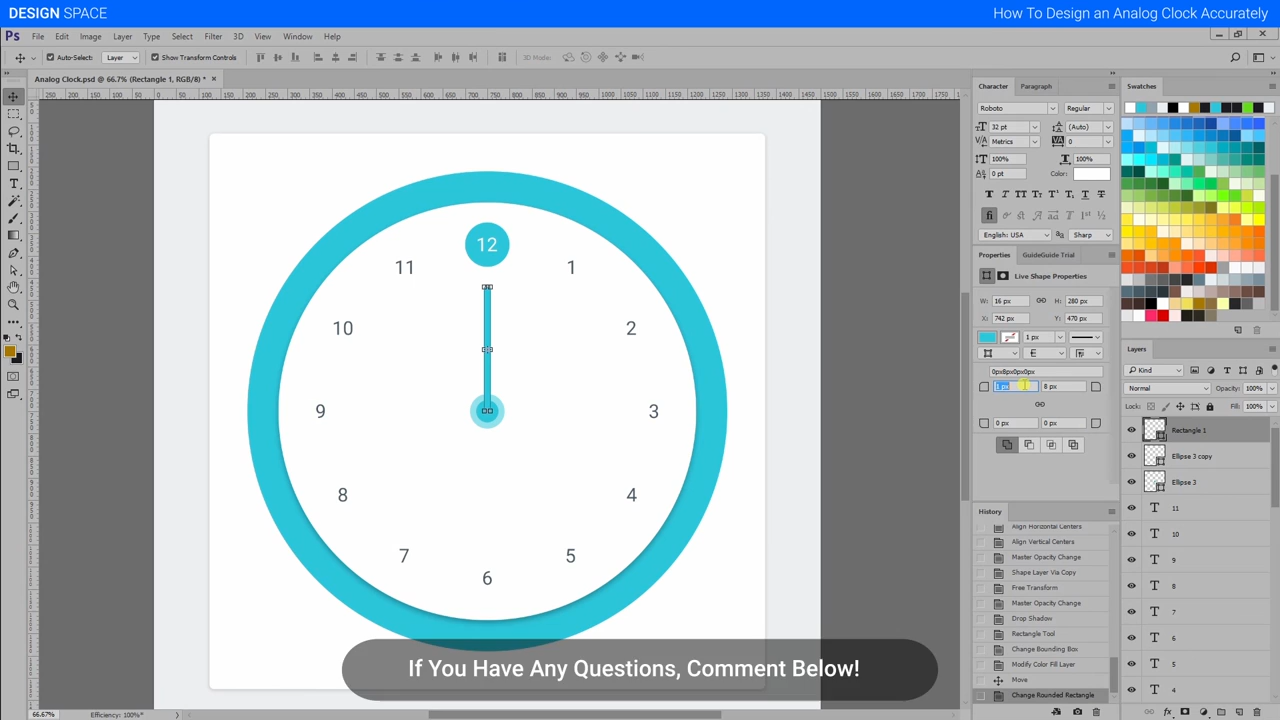 DESIGN SPACE
How To Design an Analog Clock Accurately
Ps File Edit Image Layer Type Select Filter 3D View Window Help
Auto-Select: Layer Show Transform Controls 3D Mode:
Analog Clock.psd @ 66.7% (Rectangle 1, RGB/8) *
12
11
1
10
2
9
3
8
4
7
5
6
If You Have Any Questions, Comment Below!
66.67% Efficiency: 100%*
Character Paragraph
Roboto Regular
32 pt (Auto)
Metrics 0
100% 100%
0 pt Color:
English: USA Sharp
Properties GuideGuide Trial
Live Shape Properties
W: 16 px H: 280 px
X: 742 px Y: 470 px
1 px
0px8px0px0px
8 px
0 px 0 px
History
Align Horizontal Centers
Align Vertical Centers
Master Opacity Change
Shape Layer Via Copy
Free Transform
Master Opacity Change
Drop Shadow
Rectangle Tool
Change Bounding Box
Modify Color Fill Layer
Move
Change Rounded Rectangle
Swatches
Layers
Kind
Normal Opacity: 100%
Lock: Fill: 100%
Rectangle 1
Ellipse 3 copy
Ellipse 3
11
10
9
8
7
6
5
4